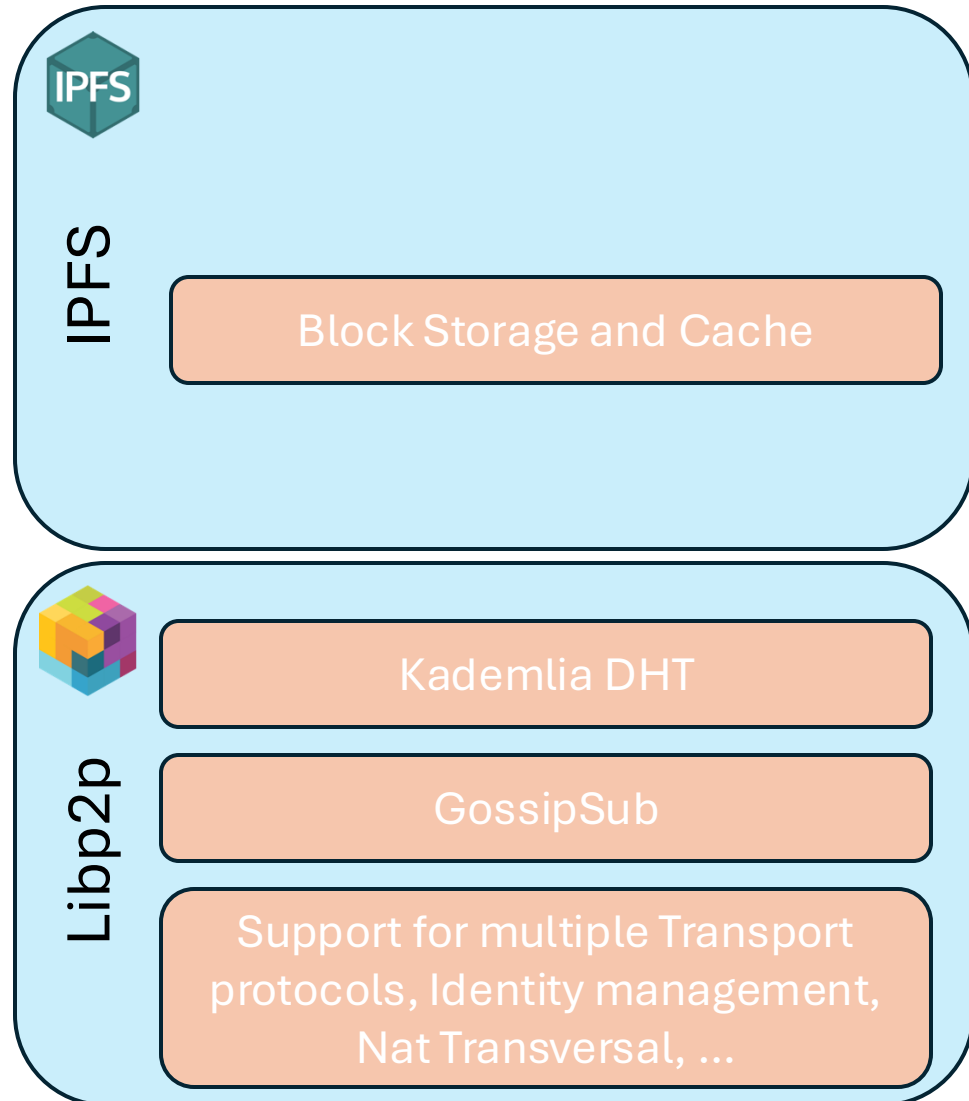 IPFS
IPFS
Block Storage and Cache
Libp2p
Kademlia DHT
GossipSub
Support for multiple Transport
protocols, Identity management,
Nat Transversal, ...